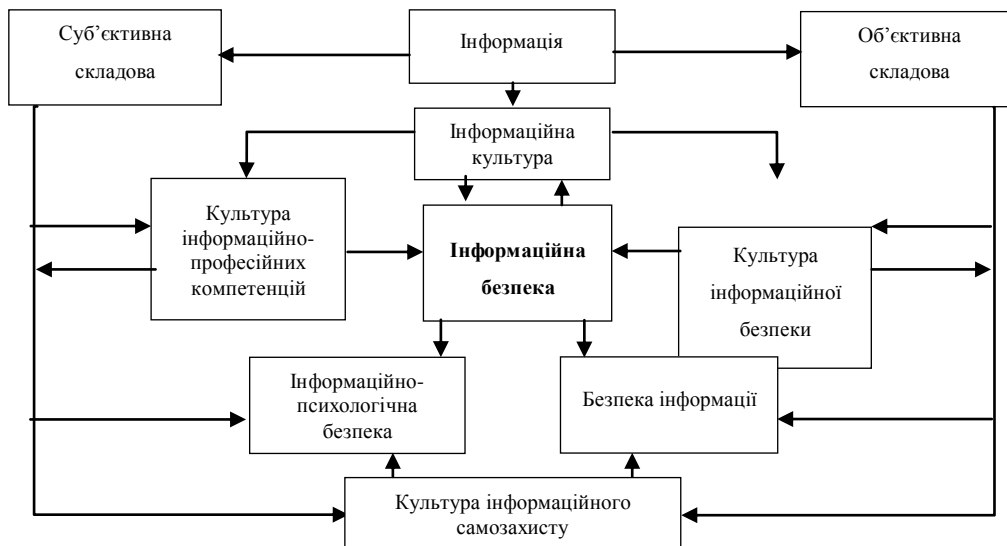 Суб’єктивна
складова
Інформація
Об’єктивна
складова
Інформаційна
культура
Культура
інформаційно-
професійних
компетенцій
Інформаційна
безпека
Культура
інформаційної
безпеки
Інформаційно-
психологічна
безпека
Безпека інформації
Культура інформаційного
самозахисту